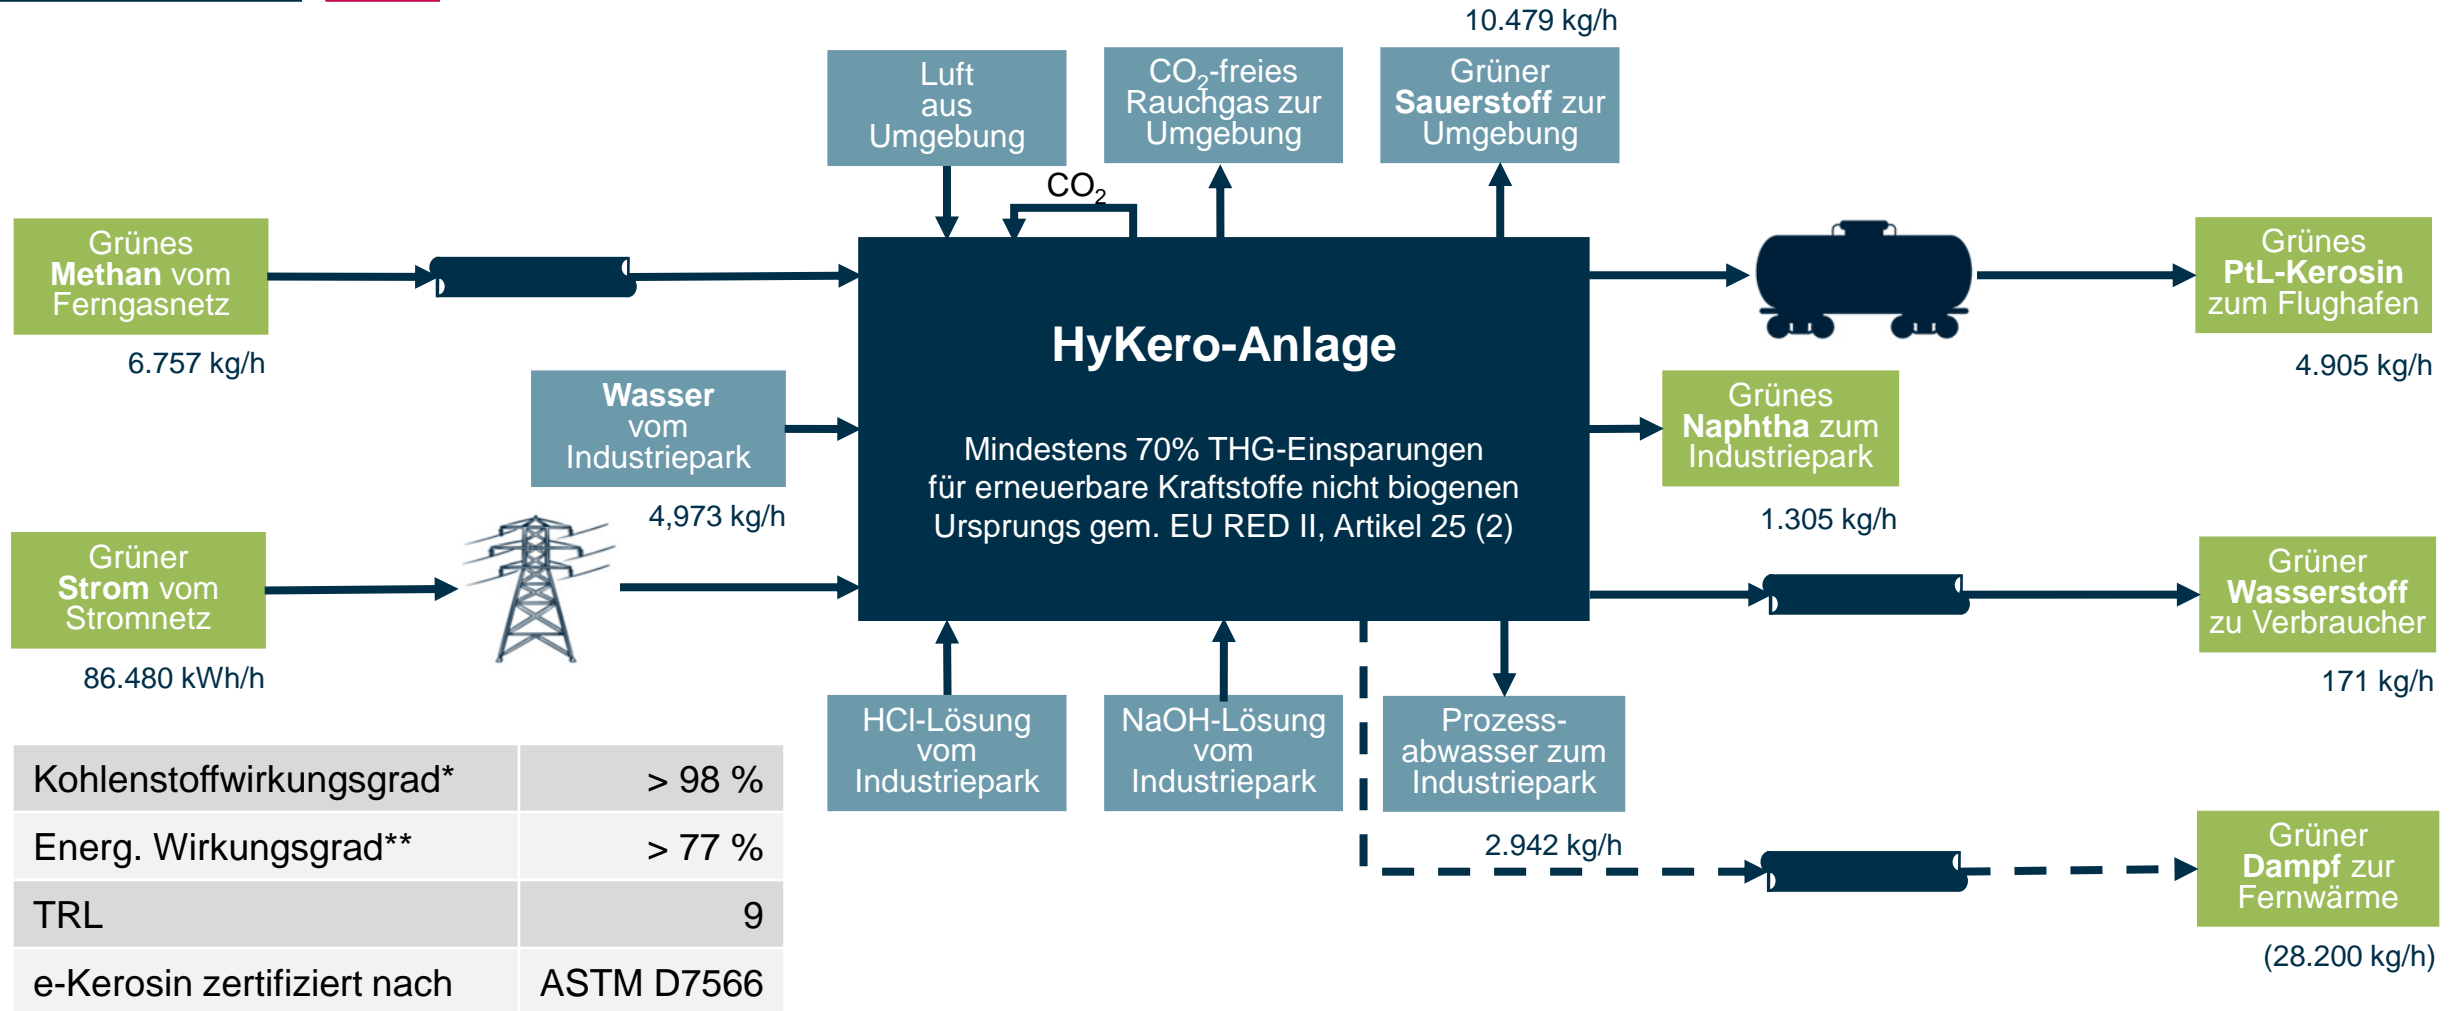 10.479 kg/h
Luft
aus
Umgebung
CO₂-freies
Rauchgas zur
Umgebung
Grüner
Sauerstoff zur
Umgebung
CO₂
Grünes
Methan vom
Ferngasnetz
6.757 kg/h
Wasser
vom
Industriepark
4,973 kg/h
Grüner
Strom vom
Stromnetz
86.480 kWh/h
HyKero-Anlage
Mindestens 70% THG-Einsparungen
für erneuerbare Kraftstoffe nicht biogenen
Ursprungs gem. EU RED II, Artikel 25 (2)
Grünes
PtL-Kerosin
zum Flughafen
4.905 kg/h
Grünes
Naphtha zum
Industriepark
1.305 kg/h
Grüner
Wasserstoff
zu Verbraucher
171 kg/h
HCl-Lösung
vom
Industriepark
NaOH-Lösung
vom
Industriepark
Prozess-
abwasser zum
Industriepark
2.942 kg/h
Grüner
Dampf zur
Fernwärme
(28.200 kg/h)
Kohlenstoffwirkungsgrad* > 98 %
Energ. Wirkungsgrad** > 77 %
TRL 9
e-Kerosin zertifiziert nach ASTM D7566